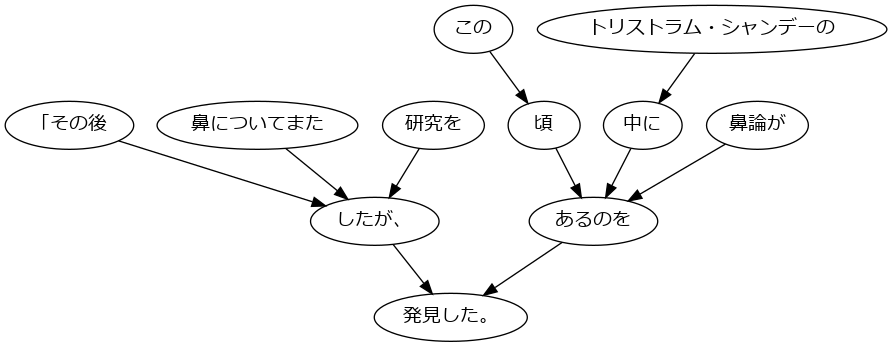 この
トリストラム・シャンデーの
「その後
鼻についてまた
研究を
頃
中に
鼻論が
したが、
あるのを
発見した。